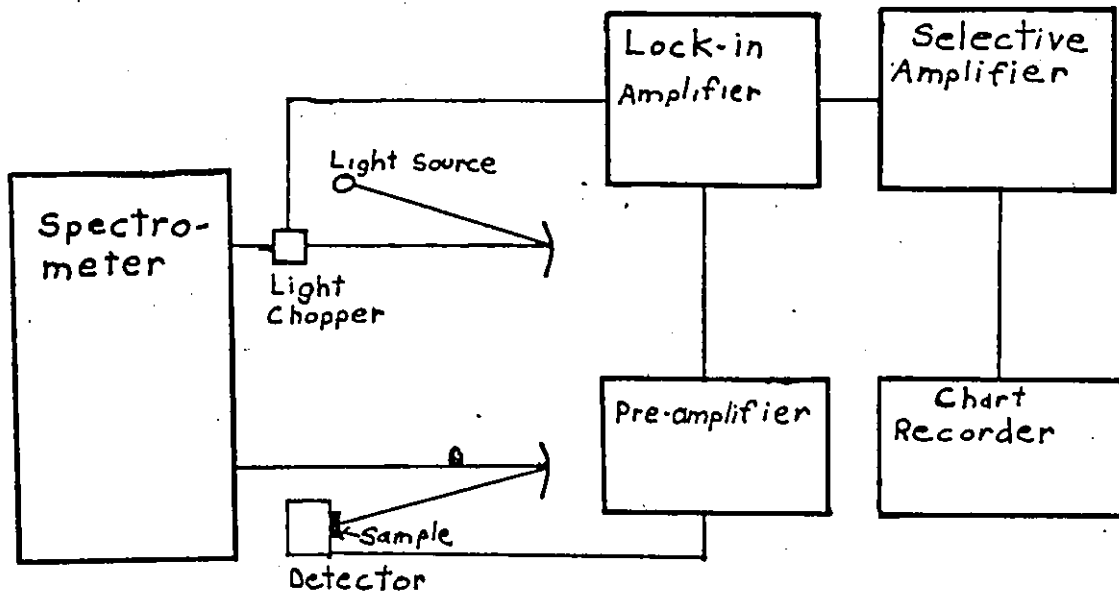 Lock-in
Amplifier
Selective
Amplifier
Light Source
Spectro-
meter
Light
Chopper
Pre-amplifier
Chart
Recorder
Sample
Detector